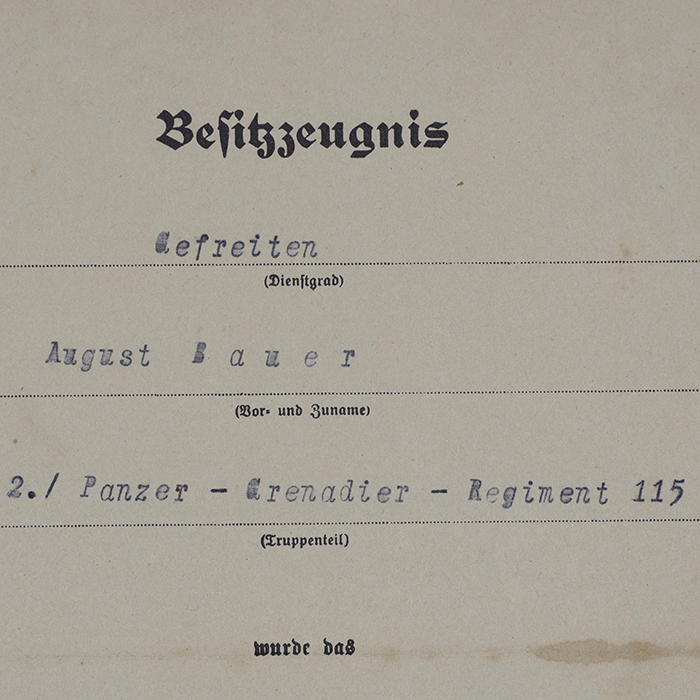 Besitzzeugnis
Gefreiten
(Dienstgrad)
August Bauer
(Vor- und Zuname)
2./ Panzer - Grenadier - Regiment 115
(Truppenteil)
wurde das